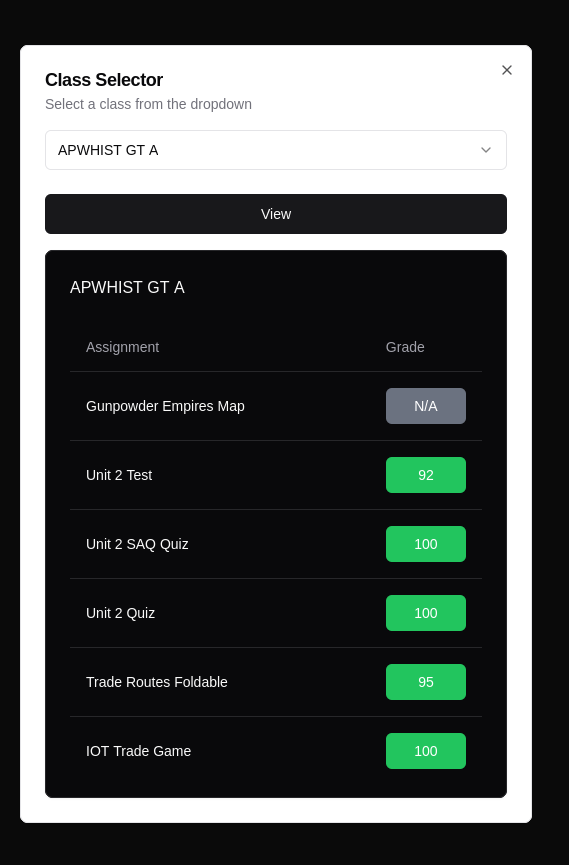 Class Selector
Select a class from the dropdown
APWHIST GT A
View
APWHIST GT A
Assignment Grade
Gunpowder Empires Map N/A
Unit 2 Test 92
Unit 2 SAQ Quiz 100
Unit 2 Quiz 100
Trade Routes Foldable 95
IOT Trade Game 100